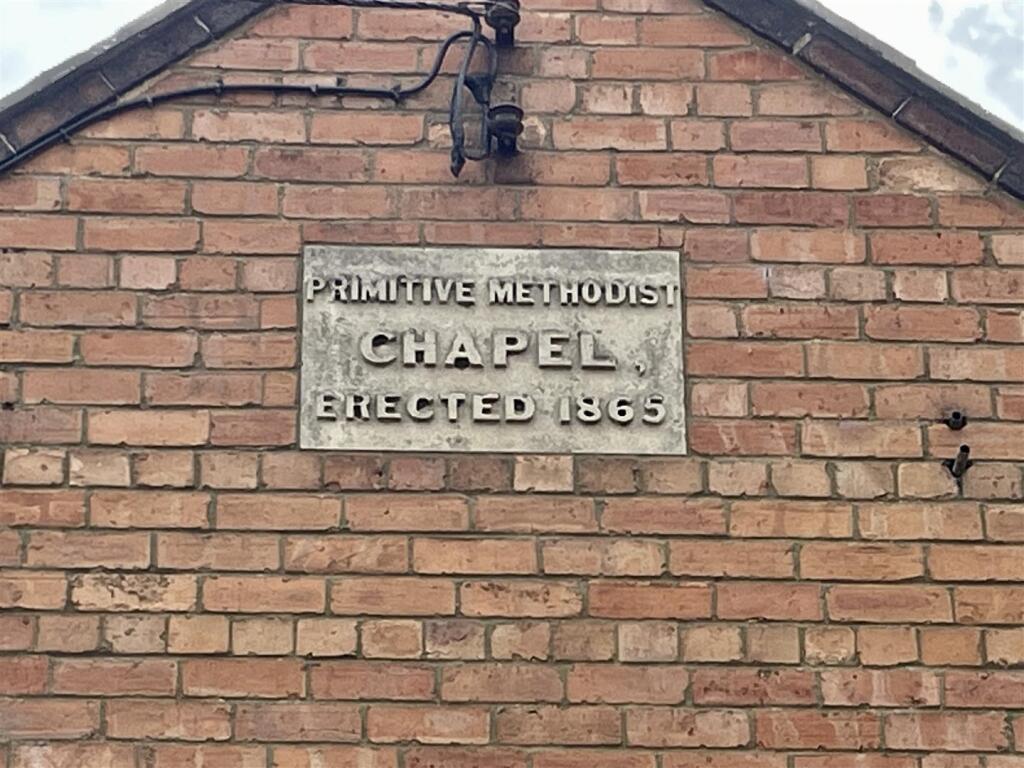 PRIMITIVE METHODIST
CHAPEL,
ERECTED 1865